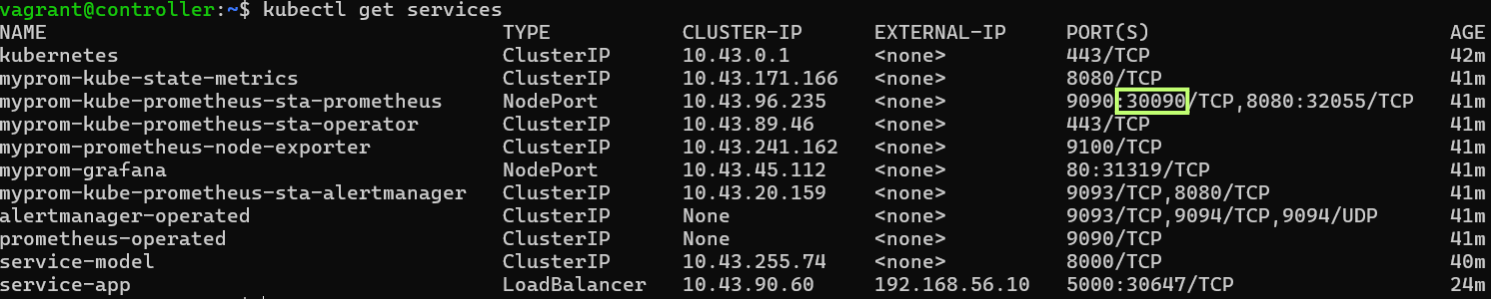 vagrant@controller:~$ kubectl get services
NAME TYPE CLUSTER-IP EXTERNAL-IP PORT(S) AGE
kubernetes ClusterIP 10.43.0.1 <none> 443/TCP 42m
myprom-kube-state-metrics ClusterIP 10.43.171.166 <none> 8080/TCP 41m
myprom-kube-prometheus-sta-prometheus NodePort 10.43.96.235 <none> 9090:30090/TCP,8080:32055/TCP 41m
myprom-kube-prometheus-sta-operator ClusterIP 10.43.89.46 <none> 443/TCP 41m
myprom-prometheus-node-exporter ClusterIP 10.43.241.162 <none> 9100/TCP 41m
myprom-grafana NodePort 10.43.45.112 <none> 80:31319/TCP 41m
myprom-kube-prometheus-sta-alertmanager ClusterIP 10.43.20.159 <none> 9093/TCP,8080/TCP 41m
alertmanager-operated ClusterIP None <none> 9093/TCP,9094/TCP,9094/UDP 41m
prometheus-operated ClusterIP None <none> 9090/TCP 41m
service-model ClusterIP 10.43.255.74 <none> 8000/TCP 40m
service-app LoadBalancer 10.43.90.60 192.168.56.10 5000:30647/TCP 24m